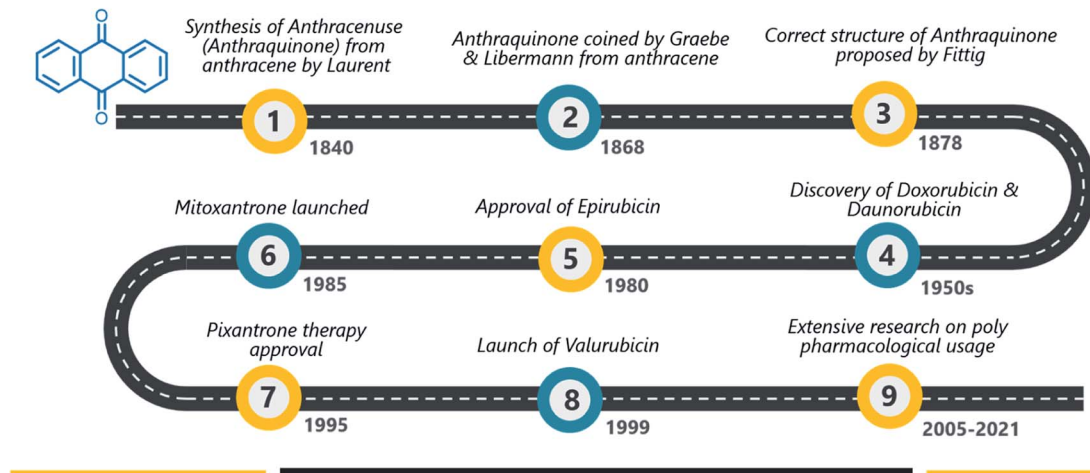 O
O
Synthesis of Anthracenuse
(Anthraquinone) from
anthracene by Laurent
1
1840
Anthraquinone coined by Graebe
& Libermann from anthracene
2
1868
Correct structure of Anthraquinone
proposed by Fittig
3
1878
Discovery of Doxorubicin &
Daunorubicin
4
1950s
Approval of Epirubicin
5
1980
Mitoxantrone launched
6
1985
Pixantrone therapy
approval
7
1995
Launch of Valurubicin
8
1999
Extensive research on poly
pharmacological usage
9
2005-2021